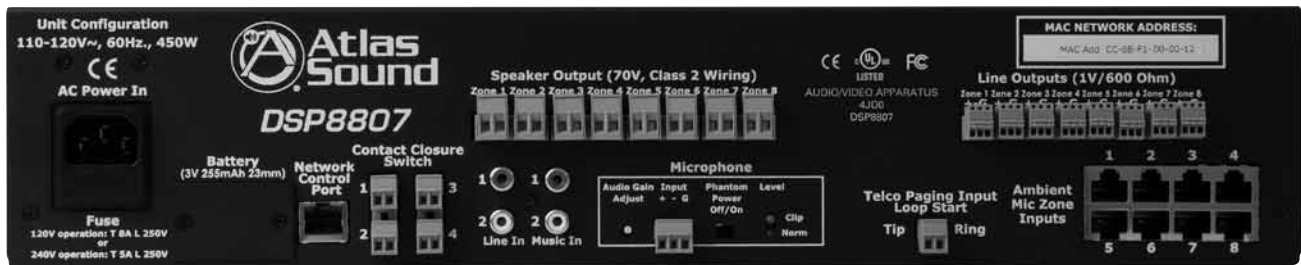 Unit Configuration
110-120V~, 60Hz., 450W
CE
AC Power In
Fuse
120V operation: T 8A L 250V
or
240V operation: T 5A L 250V
Atlas
Sound
DSP8807
Battery
(3V 255mAh 23mm)
Network
Control
Port
Contact Closure
Switch
1
3
2
4
Speaker Output (70V, Class 2 Wiring)
Zone 1 Zone 2 Zone 3 Zone 4 Zone 5 Zone 6 Zone 7 Zone 8
1
1
2
2
Line In
Music In
Microphone
Audio Gain
Adjust
Input
+ - G
Phantom
Power
Off/On
Level
Clip
Norm
CE
UL
LISTED
FC
AUDIO/VIDEO APPARATUS
4JO0
DSP8807
MAC NETWORK ADDRESS:
Line Outputs (1V/600 Ohm)
Zone 1 Zone 2 Zone 3 Zone 4 Zone 5 Zone 6 Zone 7 Zone 8
Telco Paging Input
Loop Start
Tip
Ring
Ambient
Mic Zone
Inputs
1 2 3 4
5 6 7 8